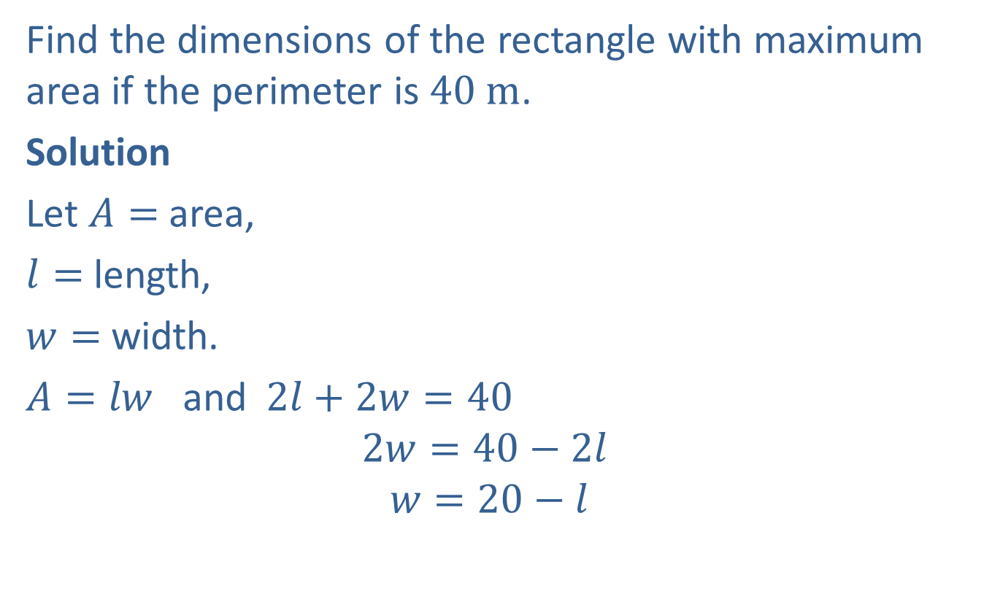 Find the dimensions of the rectangle with maximum
area if the perimeter is 40 m.
Solution
Let A = area,
l = length,
w = width.
A = lw and 2l + 2w = 40
2w = 40 − 2l
w = 20 − l